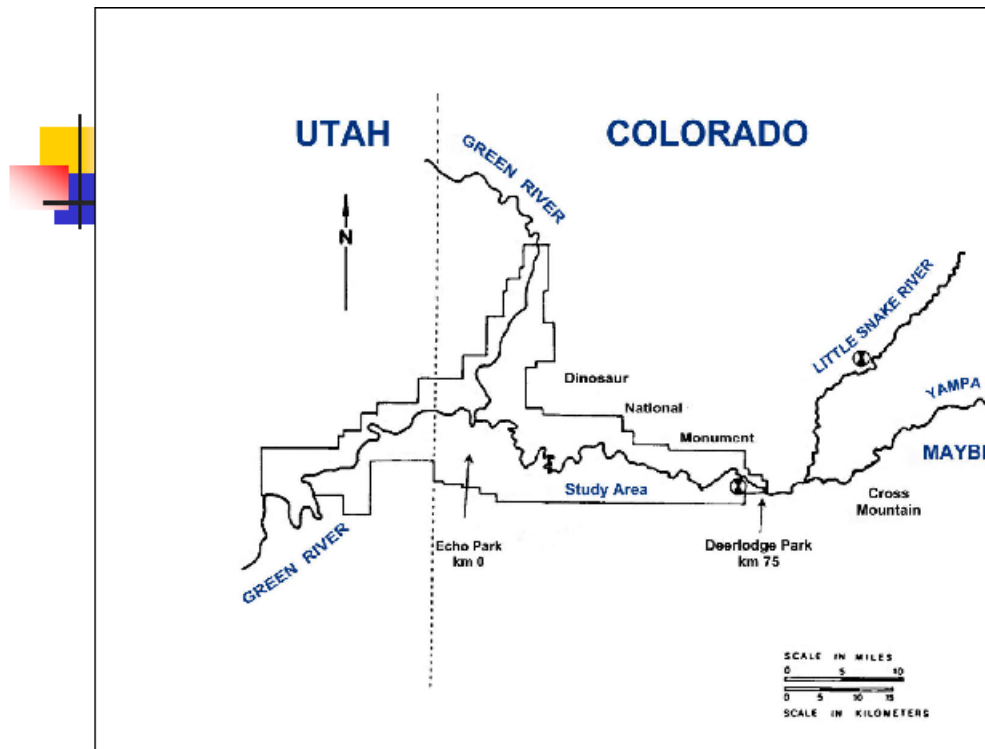 UTAH
COLORADO
GREEN RIVER
N
LITTLE SNAKE RIVER
Dinosaur
National
Monument
YAMPA
MAYBE
Study Area
Cross
Mountain
Echo Park
km 0
Deerlodge Park
km 75
GREEN RIVER
SCALE IN MILES
0 5 10
0 5 10 15
SCALE IN KILOMETERS